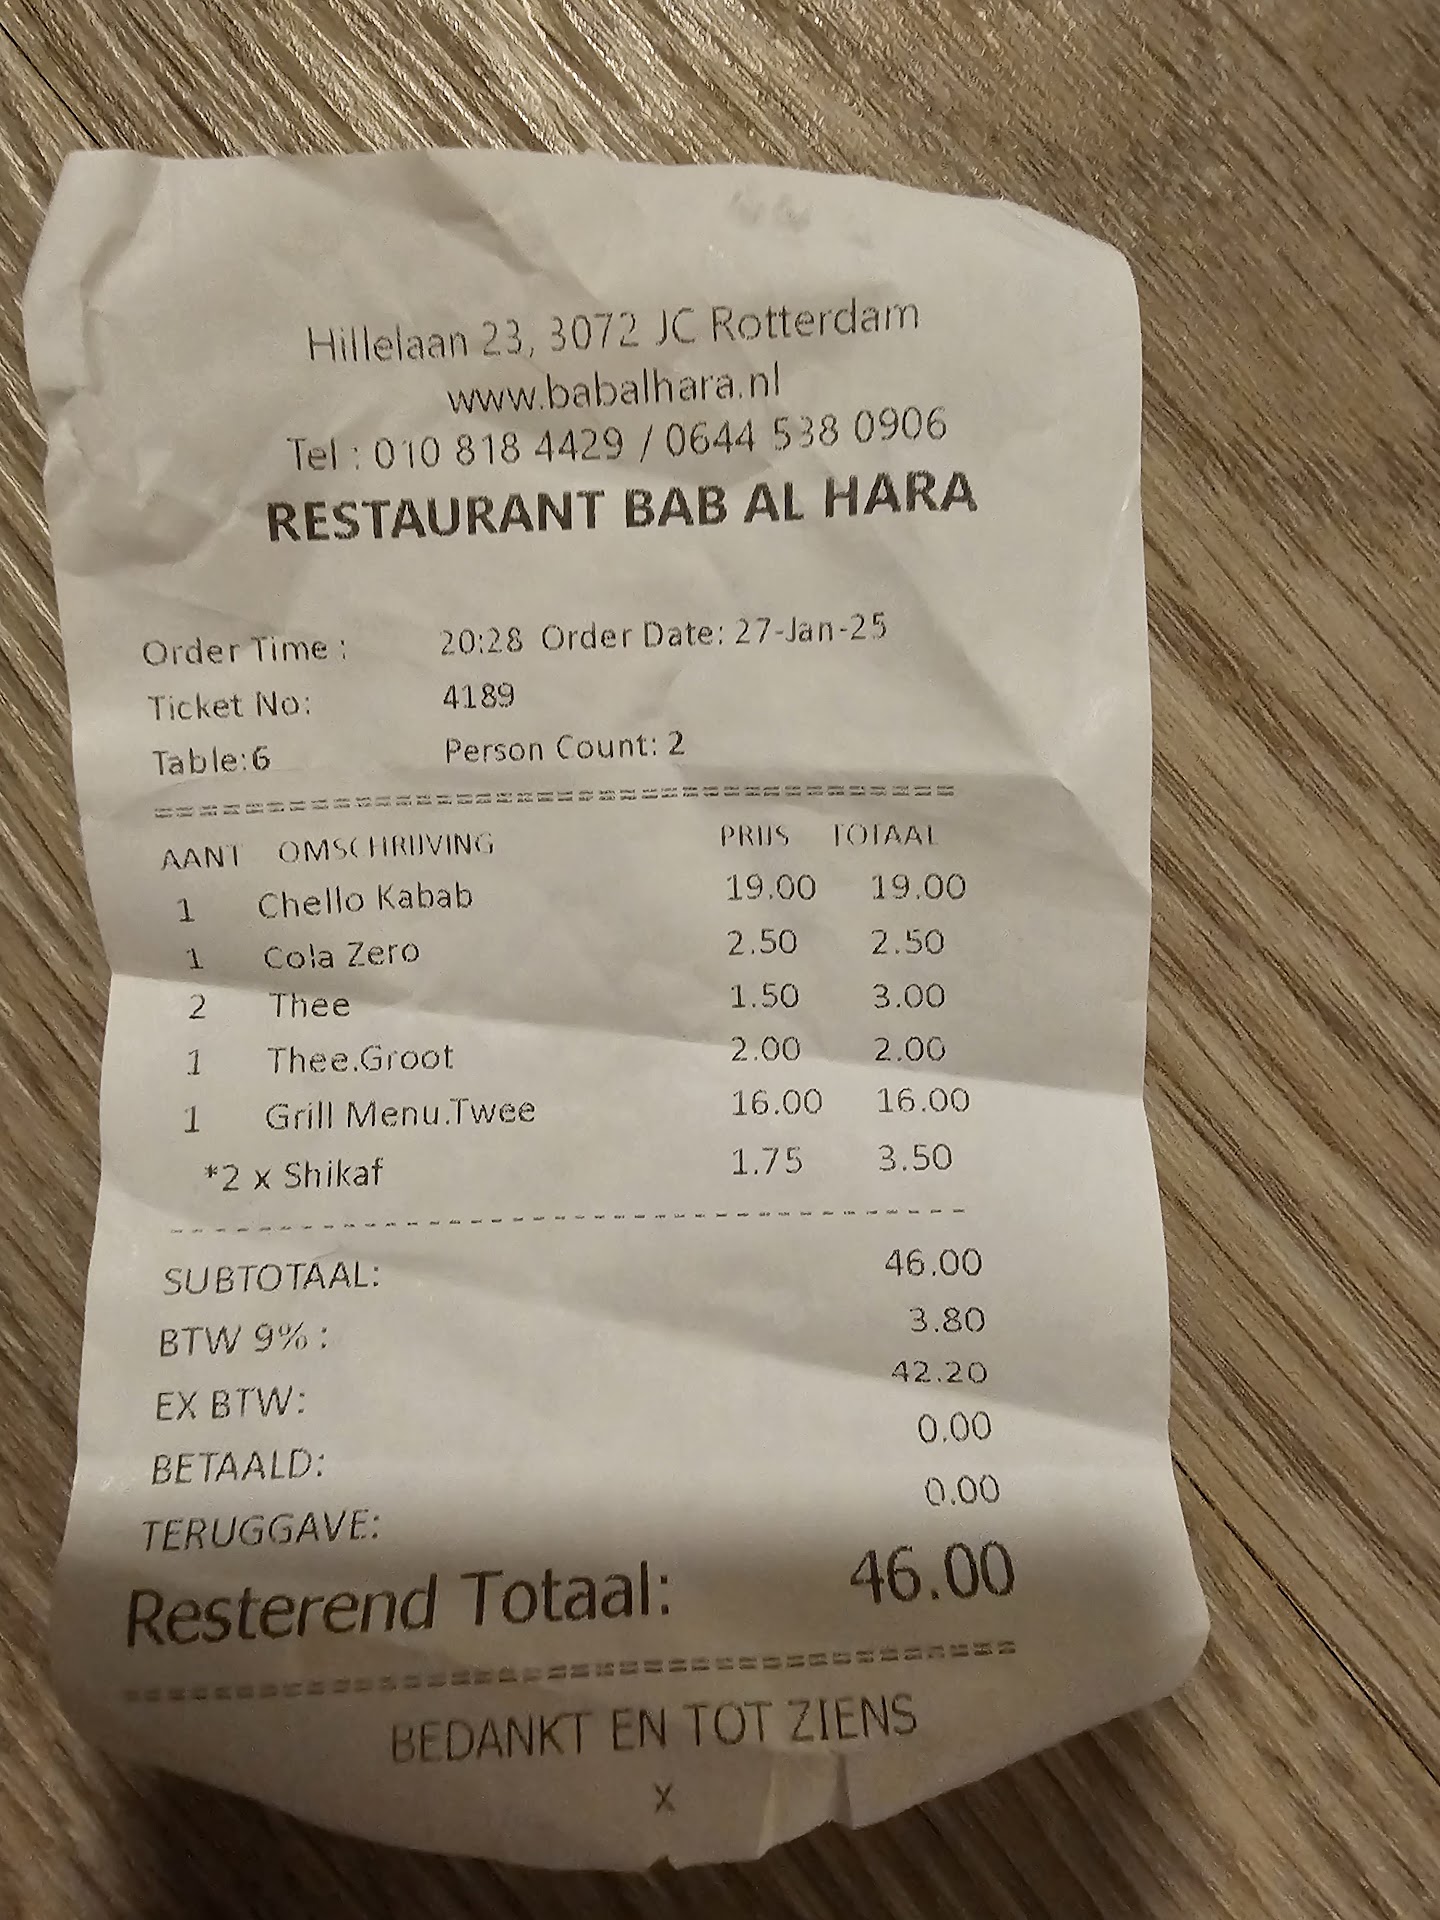 Hillelaan 23, 3072 JC Rotterdam
www.babalhara.nl
Tel : 010 818 4429 / 0644 538 0906
RESTAURANT BAB AL HARA
Order Time : 20:28 Order Date: 27-Jan-25
Ticket No: 4189
Table:6 Person Count: 2
================================
AANT OMSCHRIJVING PRIJS TOTAAL
1 Chello Kabab 19.00 19.00
1 Cola Zero 2.50 2.50
2 Thee 1.50 3.00
1 Thee.Groot 2.00 2.00
1 Grill Menu.Twee 16.00 16.00
*2 x Shikaf 1.75 3.50
--------------------------------
SUBTOTAAL: 46.00
BTW 9% : 3.80
EX BTW: 42.20
BETAALD: 0.00
TERUGGAVE: 0.00
Resterend Totaal: 46.00
================================
BEDANKT EN TOT ZIENS
x